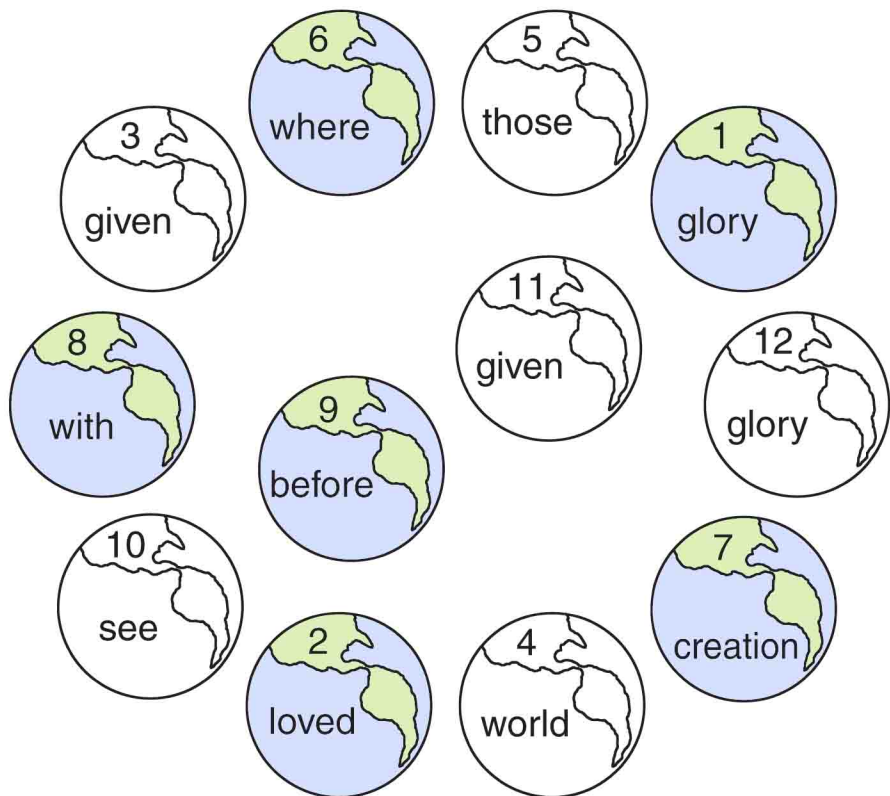 6
where
5
those
3
given
1
glory
11
given
8
with
12
glory
9
before
10
see
7
creation
2
loved
4
world